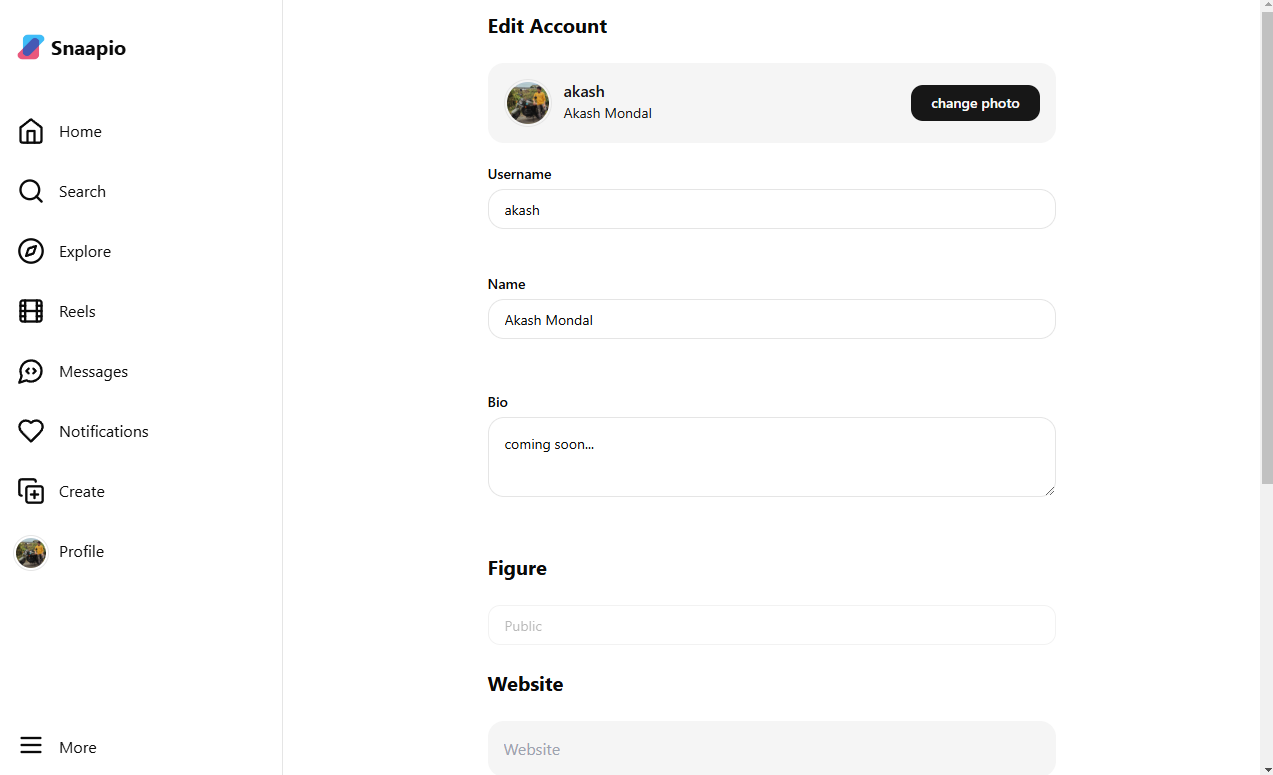 Snaapio
Home
Search
Explore
Reels
Messages
Notifications
Create
Profile
More
Edit Account
akash
Akash Mondal
change photo
Username
akash
Name
Akash Mondal
Bio
coming soon...
Figure
Public
Website
Website